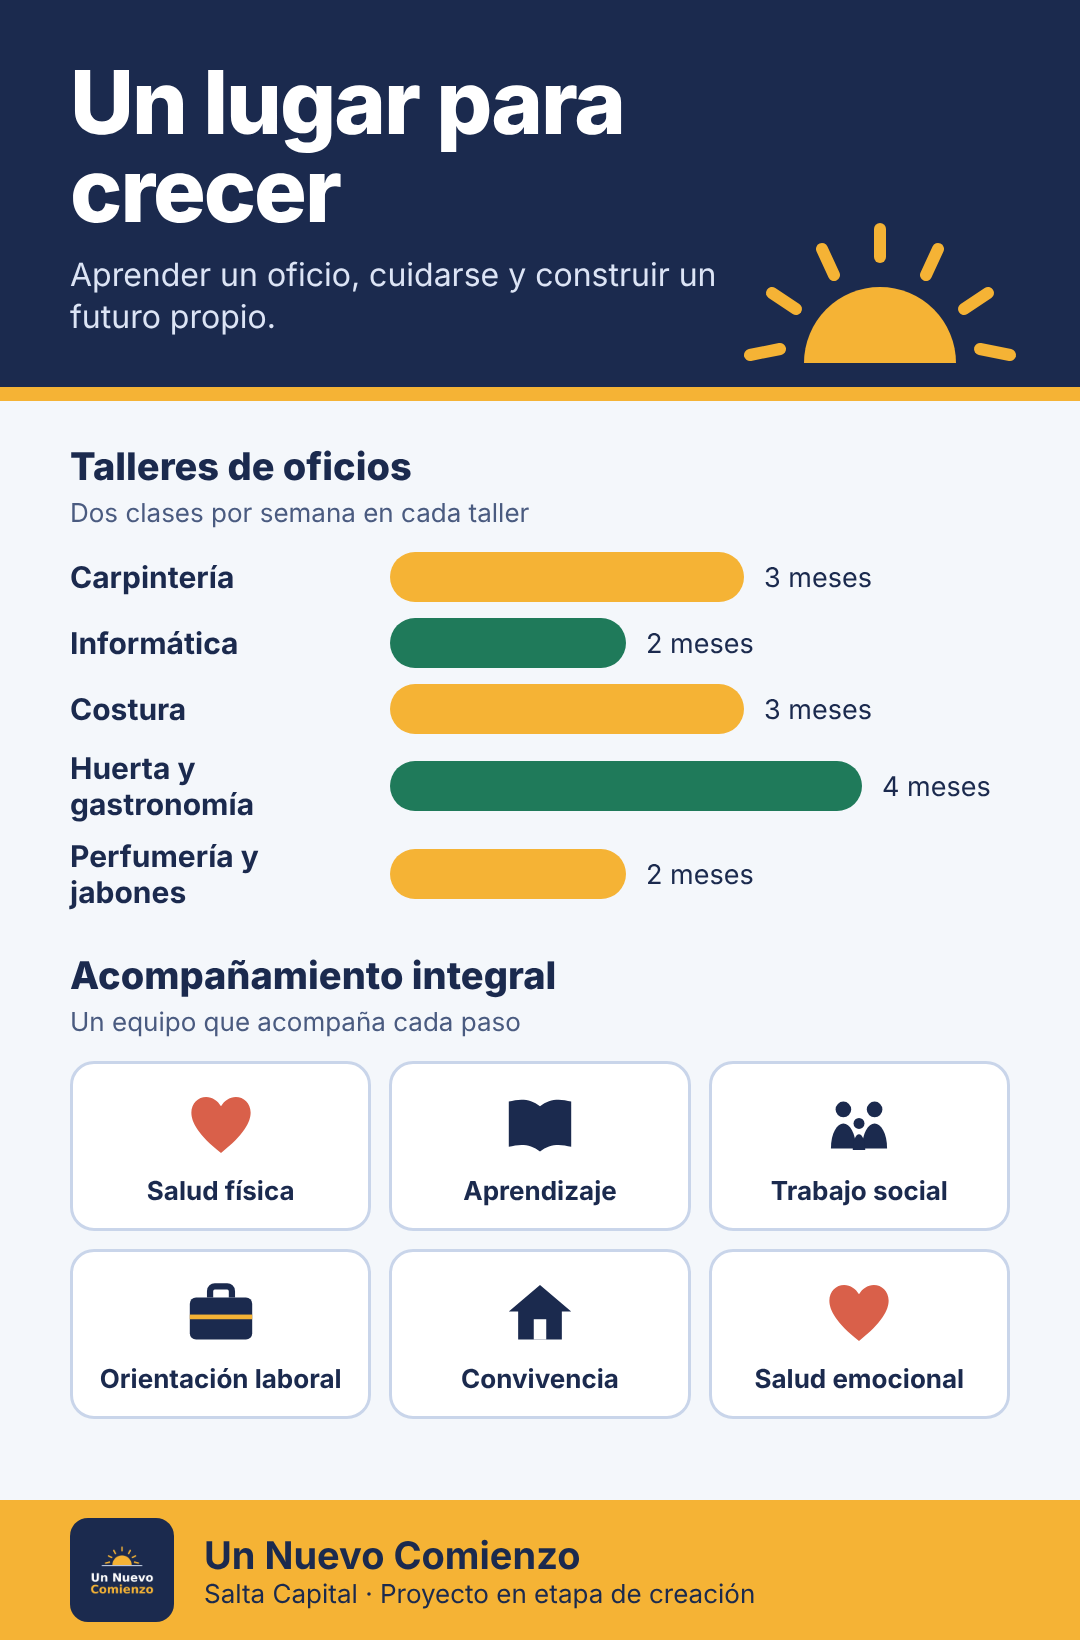 Un lugar para
crecer
Aprender un oficio, cuidarse y construir un
futuro propio.
Talleres de oficios
Dos clases por semana en cada taller
Carpintería
3 meses
Informática
2 meses
Costura
3 meses
Huerta y
gastronomía
4 meses
Perfumería y
jabones
2 meses
Acompañamiento integral
Un equipo que acompaña cada paso
Salud física
Aprendizaje
Trabajo social
Orientación laboral
Convivencia
Salud emocional
Un Nuevo
Comienzo
Un Nuevo Comienzo
Salta Capital · Proyecto en etapa de creación